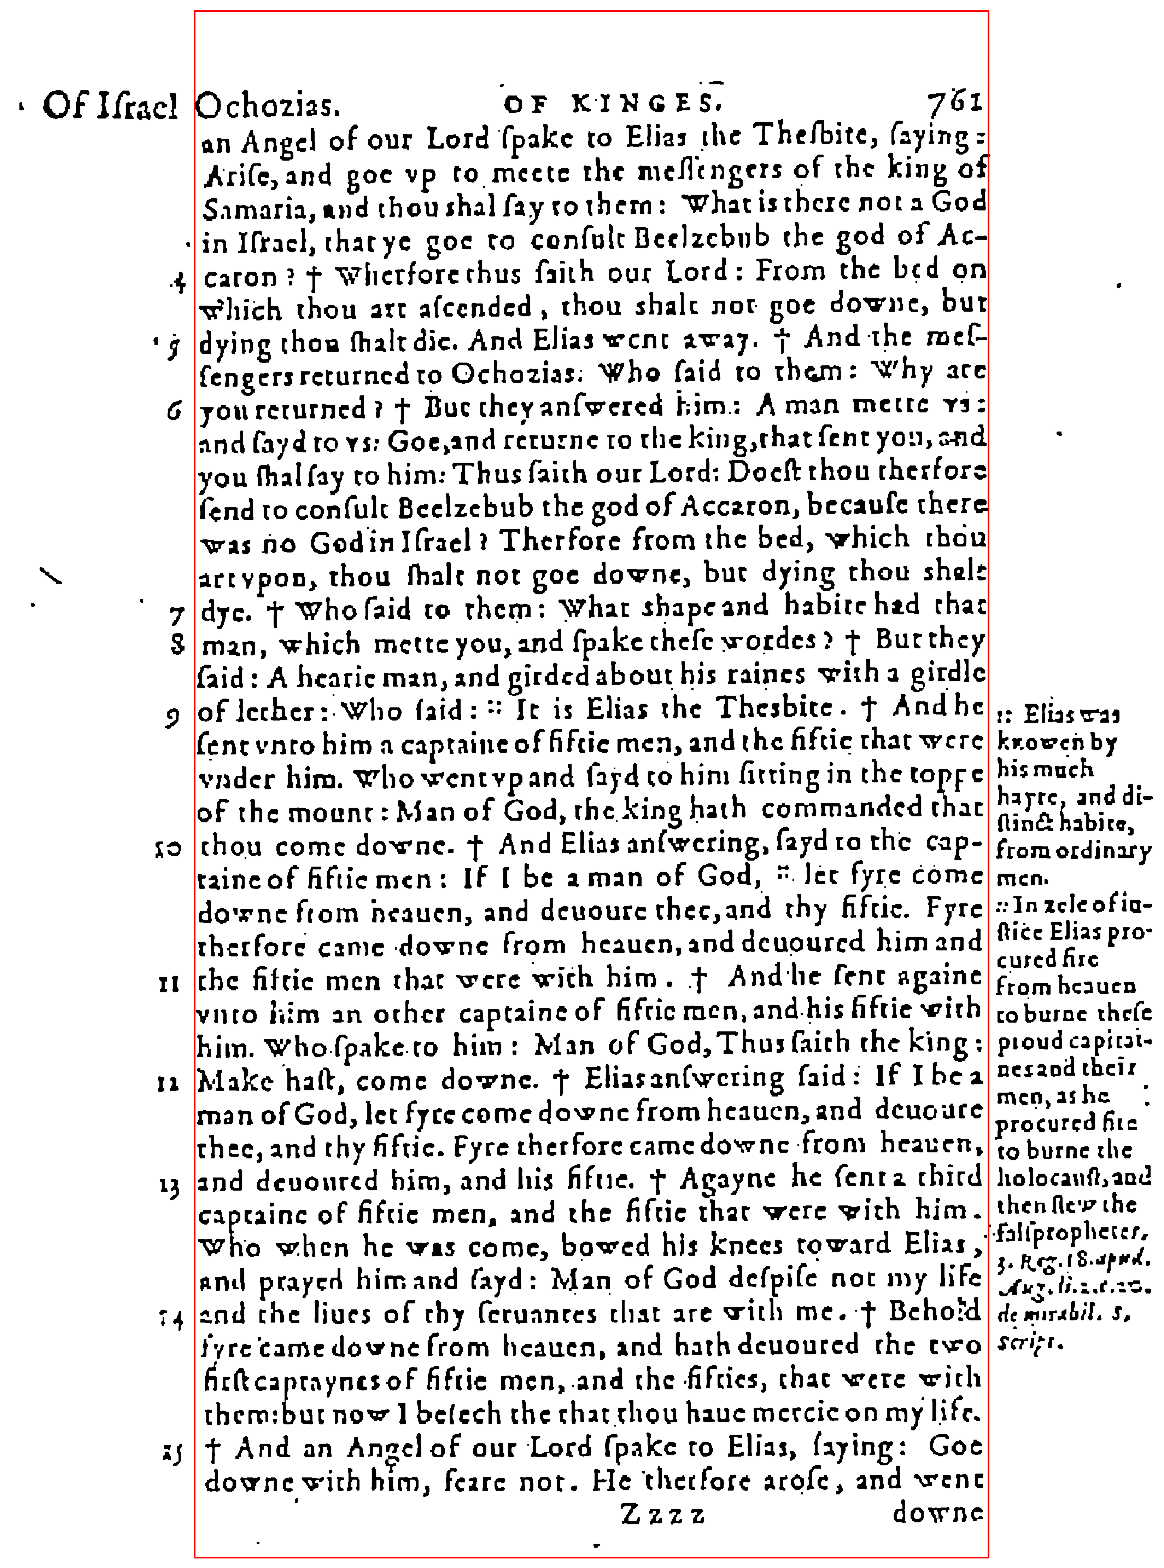 Of Iſrael Ochozias. OF KINGES. 761
an Angel of our Lord ſpake to Elias the Theſbite, ſaying:
Ariſe, and goe vp to meete the meſſengers of the king of
Samaria, and thou shal ſay to them: What is there not a God
in Iſrael, that ye goe to conſult Beelzebub the god of Ac-
4 caron? † Wherfore thus ſaith our Lord: From the bed on
which thou art aſcended, thou shalt not goe downe, but
5 dying thou ſhalt die. And Elias went away. † And the meſ-
ſengers returned to Ochozias. Who ſaid to them: Why are
6 you returned? † But they anſwered him: A man mette vs:
and ſayd to vs: Goe, and returne to the king, that ſent you, and
you ſhal ſay to him: Thus ſaith our Lord: Doeſt thou therfore
ſend to conſult Beelzebub the god of Accaron, becauſe there
was no God in Iſrael? Therfore from the bed, which thou
art vpon, thou ſhalt not goe downe, but dying thou shalt
7 dye. † Who ſaid to them: What shape and habite had that
8 man, which mette you, and ſpake theſe wordes? † But they
ſaid: A hearie man, and girded about his raines with a girdle
9 of lether: Who ſaid: :: It is Elias the Thesbite. † And he
ſent vnto him a captaine of fiftie men, and the fiftie that were
vnder him. Who went vp and ſayd to him ſitting in the toppe
of the mount: Man of God, the king hath commanded that
10 thou come downe. † And Elias anſwering, ſayd to the cap-
taine of fiftie men: If I be a man of God, :: let fyre come
downe from heauen, and deuoure thee, and thy fiftie. Fyre
therfore came downe from heauen, and deuoured him and
11 the fiftie men that were with him. † And he ſent againe
vnto him an other captaine of fiftie men, and his fiftie with
him. Who ſpake to him: Man of God, Thus ſaith the king:
12 Make haſt, come downe. † Elias anſwering ſaid: If I be a
man of God, let fyre come downe from heauen, and deuoure
thee, and thy fiftie. Fyre therfore came downe from heauen,
13 and deuoured him, and his fiftie. † Agayne he ſent a third
captaine of fiftie men, and the fiftie that were with him.
Who when he was come, bowed his knees toward Elias,
and prayed him and ſayd: Man of God deſpiſe not my life
14 and the liues of thy ſeruantes that are with me. † Behold
fyre came downe from heauen, and hath deuoured the two
firſt captaynes of fiftie men, and the fifties, that were with
them: but now I beſech the that thou haue mercie on my life.
15 † And an Angel of our Lord ſpake to Elias, ſaying: Goe
downe with him, feare not. He therfore aroſe, and went
Zzzz downe
:: Elias was
knowen by
his much
hayre, and di-
ſtinct habite,
from ordinary
men.
:: In zele of iu-
ſtice Elias pro-
cured fire
from heauen
to burne theſe
proud capitai-
nes and their
men, as he
procured fire
to burne the
holocauſt, and
then ſlew the
falſ prophetes.
3. Reg. 18. apud.
Aug. li. 2. c.
de mirabil. s.
script.